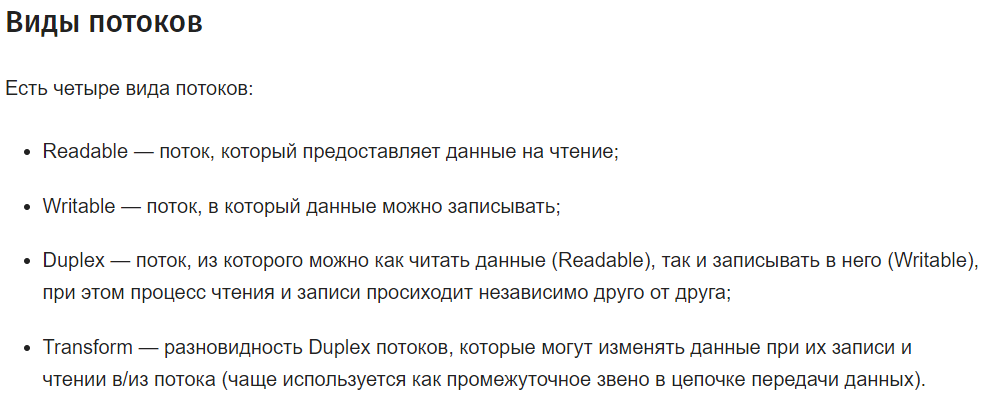 Виды потоков
Есть четыре вида потоков:
• Readable — поток, который предоставляет данные на чтение;
• Writable — поток, в который данные можно записывать;
• Duplex — поток, из которого можно как читать данные (Readable), так и записывать в него (Writable),
при этом процесс чтения и записи просиходит независимо друго от друга;
• Transform — разновидность Duplex потоков, которые могут изменять данные при их записи и
чтении в/из потока (чаще используется как промежуточное звено в цепочке передачи данных).